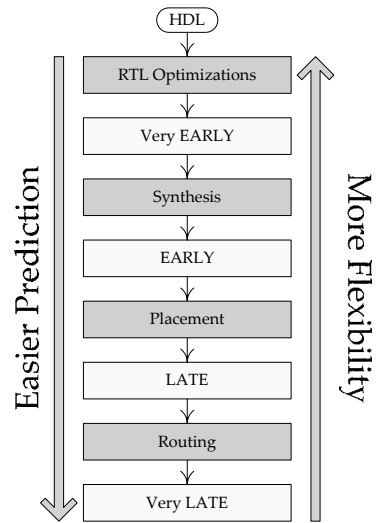 HDL
RTL Optimizations
Very EARLY
Synthesis
EARLY
Placement
LATE
Routing
Very LATE
Easier Prediction
More Flexibility